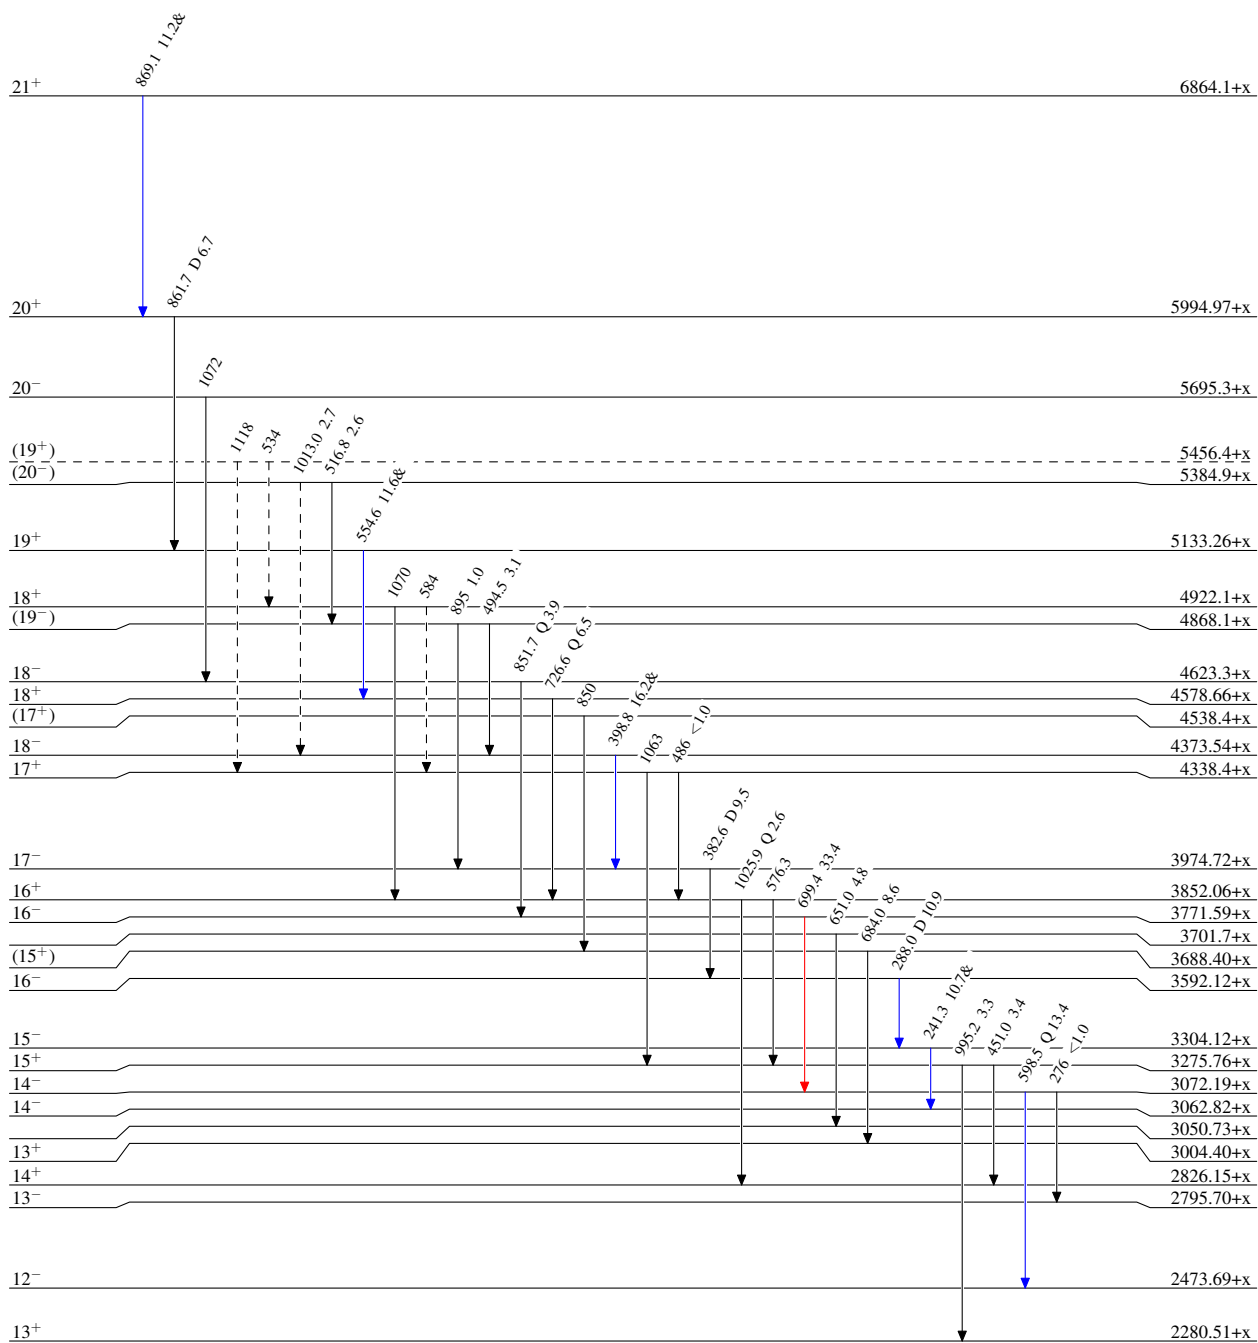 869.1 11.2&
21+ 6864.1+x
861.7 D 6.7
20+ 5994.97+x
1072
20− 5695.3+x
1118
534
1013.0 2.7
516.8 2.6
(19+) 5456.4+x
(20−) 5384.9+x
554.6 11.6&
19+ 5133.26+x
1070
584
895 1.0
494.5 3.1
18+ 4922.1+x
(19−) 4868.1+x
851.7 Q 3.9
726.6 Q 6.5
18− 4623.3+x
18+ 4578.66+x
850
(17+) 4538.4+x
398.8 16.2&
1063
486 <1.0
18− 4373.54+x
17+ 4338.4+x
382.6 D 9.5
17− 3974.72+x
1025.9 Q 2.6
576.3
699.4 33.4
651.0 4.8
684.0 8.6
16+ 3852.06+x
16− 3771.59+x
3701.7+x
(15+) 3688.40+x
288.0 D 10.9
16− 3592.12+x
241.3 10.7&
995.2 3.3
451.0 3.4
598.5 Q 13.4
276 <1.0
15− 3304.12+x
15+ 3275.76+x
14− 3072.19+x
14− 3062.82+x
3050.73+x
13+ 3004.40+x
14+ 2826.15+x
13− 2795.70+x
12− 2473.69+x
13+ 2280.51+x